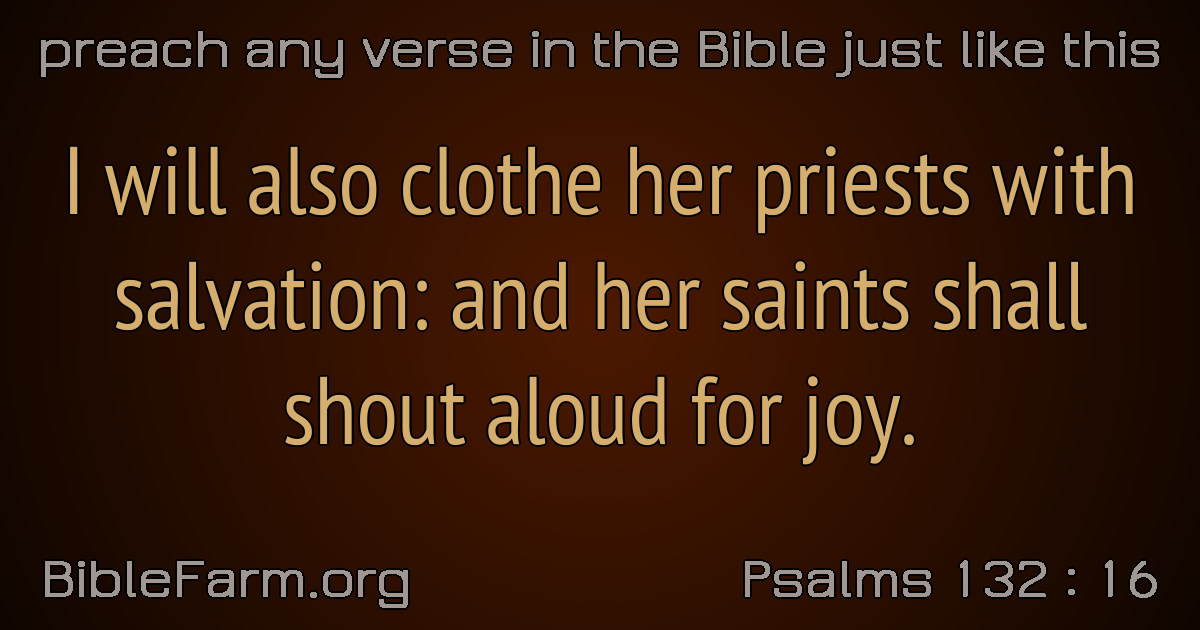 preach any verse in the Bible just like this
I will also clothe her priests with
salvation: and her saints shall
shout aloud for joy.
BibleFarm.org
Psalms 132 : 16